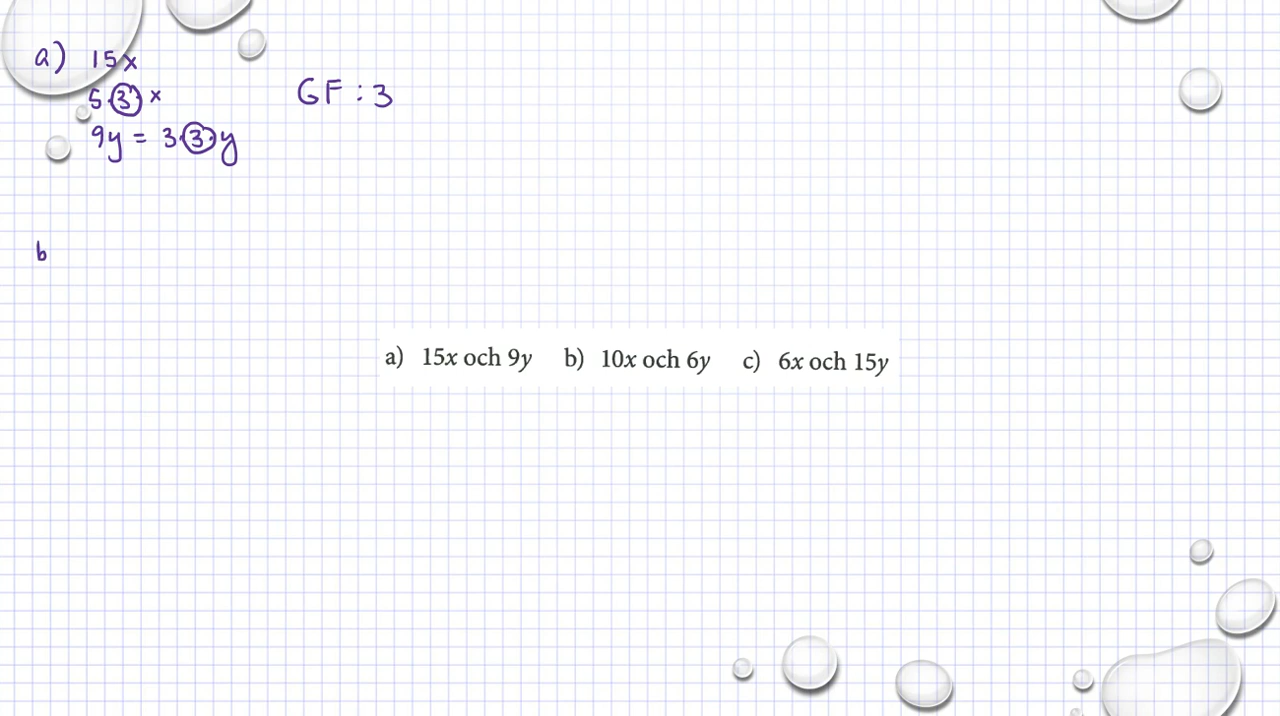 a) 15x
5·3·x
GF : 3
9y = 3·3·y
b
a) 15x och 9y b) 10x och 6y c) 6x och 15y